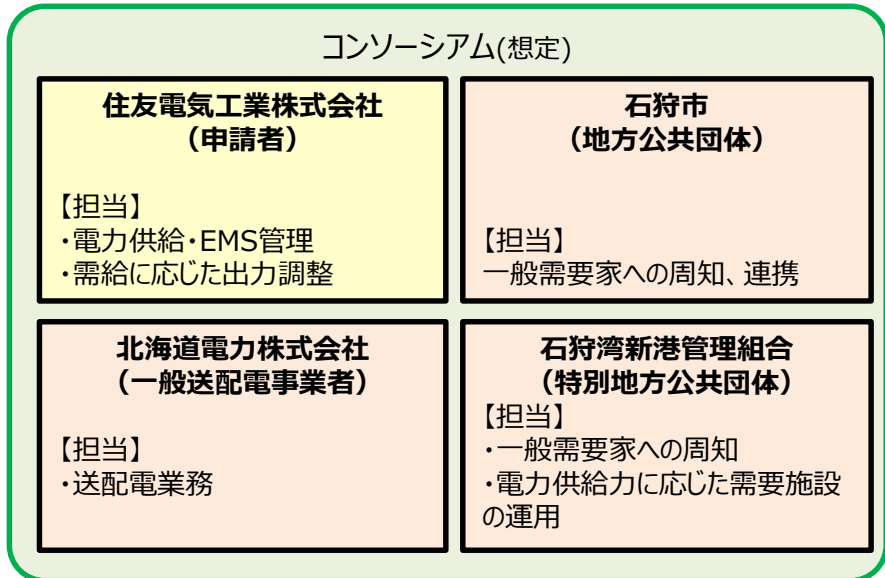 コンソーシアム(想定)
住友電気工業株式会社
（申請者）
【担当】
・電力供給・EMS管理
・需給に応じた出力調整
石狩市
（地方公共団体）
【担当】
一般需要家への周知、連携
北海道電力株式会社
（一般送配電事業者）
【担当】
・送配電業務
石狩湾新港管理組合
（特別地方公共団体）
【担当】
・一般需要家への周知
・電力供給力に応じた需要施設
の運用